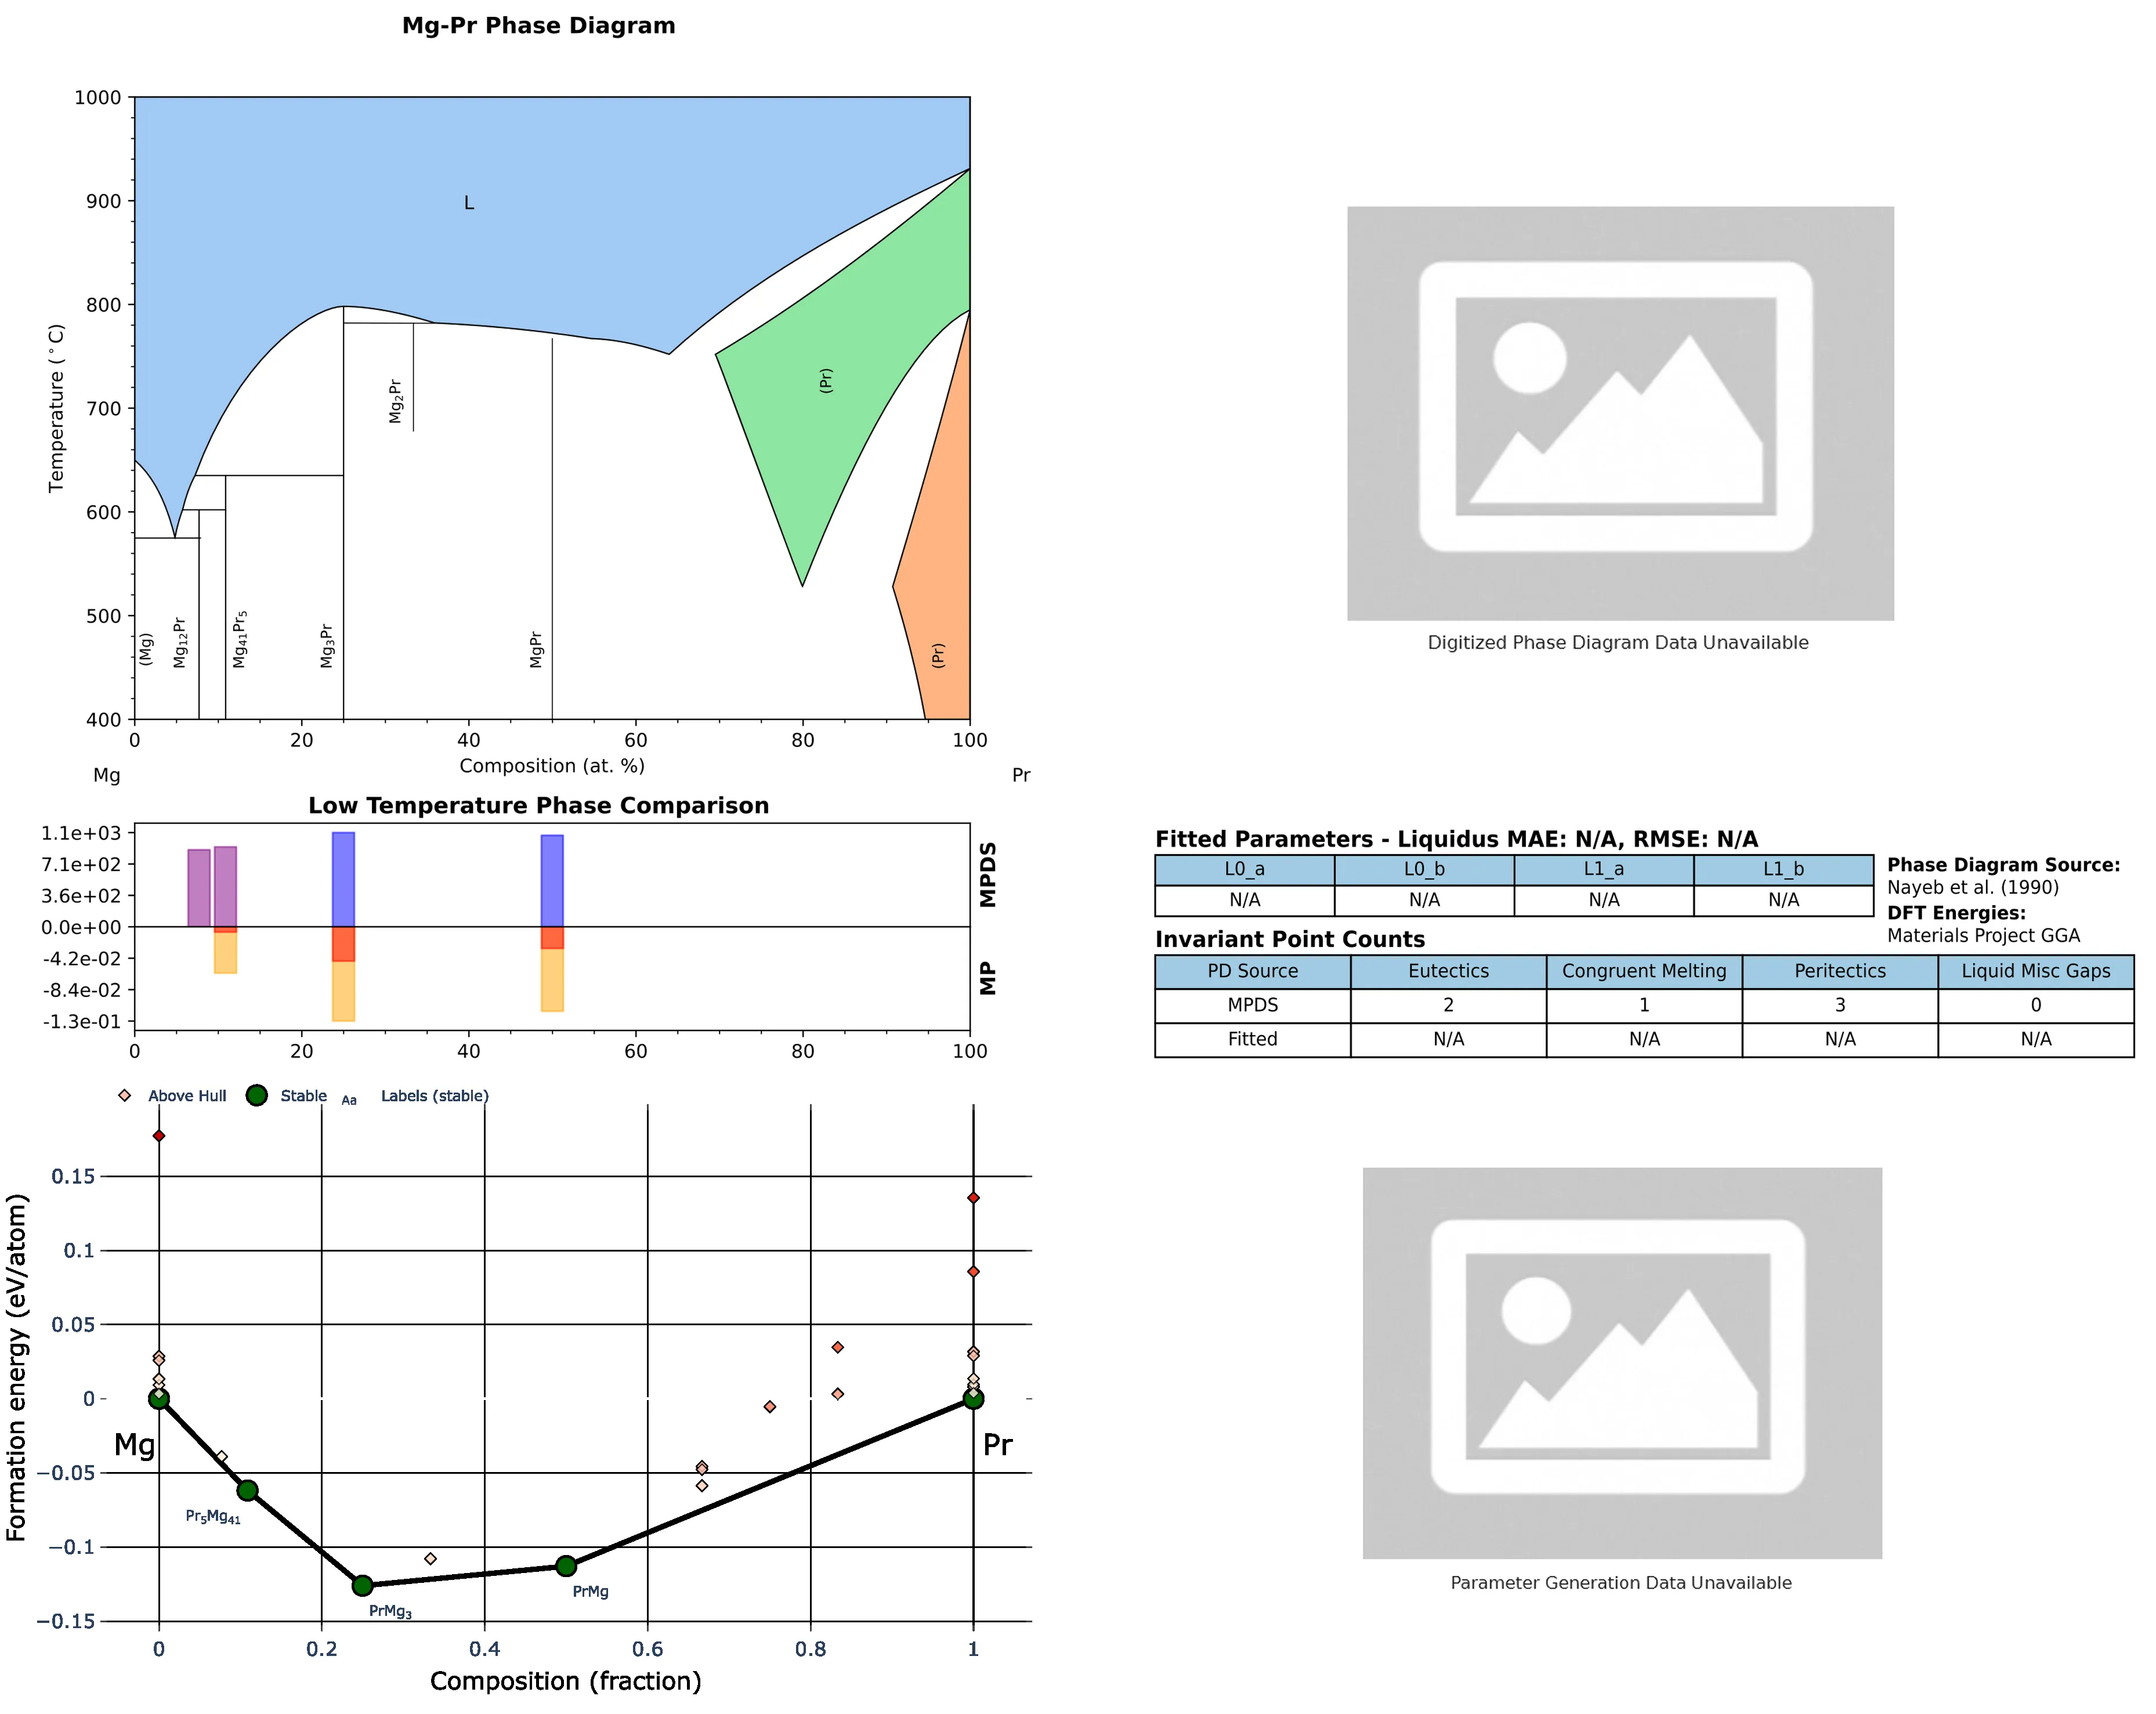 Mg-Pr Phase Diagram
1000
900
800
700
600
500
400
Temperature (°C)
L
(Pr)
(Pr)
Mg₂Pr
(Mg)
Mg₁₂Pr
Mg₄₁Pr₅
Mg₃Pr
MgPr
0 20 40 60 80 100
Composition (at. %)
Mg Pr
Digitized Phase Diagram Data Unavailable
Low Temperature Phase Comparison
1.1e+03
7.1e+02
3.6e+02
0.0e+00
-4.2e-02
-8.4e-02
-1.3e-01
MPDS
MP
0 20 40 60 80 100
Fitted Parameters - Liquidus MAE: N/A, RMSE: N/A
L0_a L0_b L1_a L1_b
N/A N/A N/A N/A
Phase Diagram Source:
Nayeb et al. (1990)
DFT Energies:
Materials Project GGA
Invariant Point Counts
PD Source Eutectics Congruent Melting Peritectics Liquid Misc Gaps
MPDS 2 1 3 0
Fitted N/A N/A N/A N/A
Above Hull Stable Aa Labels (stable)
0.15
0.1
0.05
0
−0.05
−0.1
−0.15
Formation energy (eV/atom)
Mg
Pr
Pr₅Mg₄₁
PrMg₃
PrMg
0 0.2 0.4 0.6 0.8 1
Composition (fraction)
Parameter Generation Data Unavailable